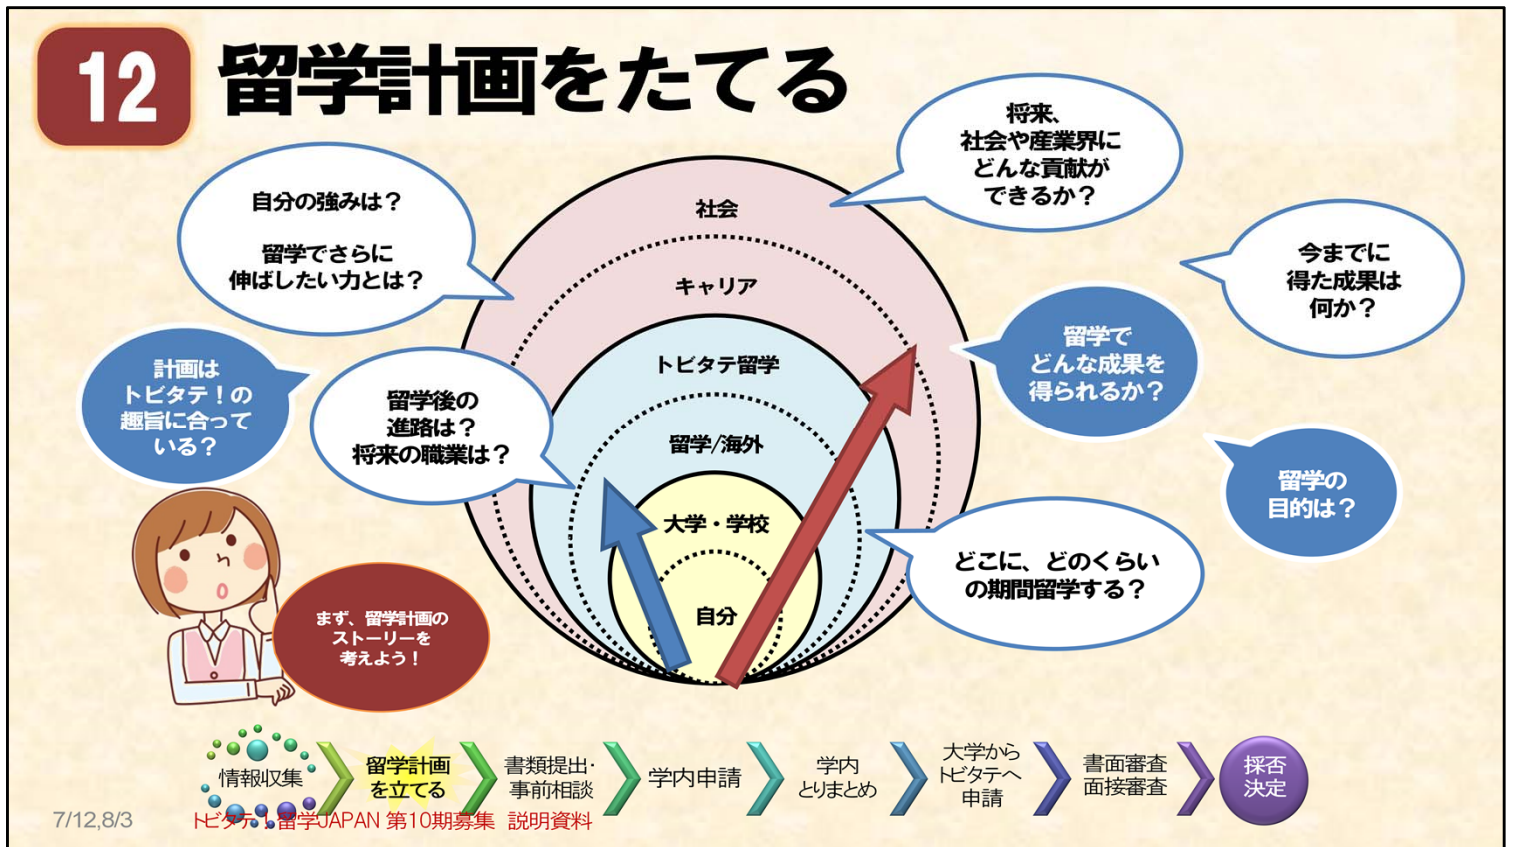 12
留学計画をたてる
将来、
社会や産業界に
どんな貢献が
できるか？
自分の強みは？
留学でさらに
伸ばしたい力とは？
今までに
得た成果は
何か？
社会
キャリア
トビタテ留学
留学/海外
大学・学校
自分
留学で
どんな成果を
得られるか？
計画は
トビタテ！の
趣旨に合って
いる？
留学後の
進路は？
将来の職業は？
留学の
目的は？
どこに、どのくらい
の期間留学する？
まず、留学計画の
ストーリーを
考えよう！
情報収集
留学計画
を立てる
書類提出・
事前相談
学内申請
学内
とりまとめ
大学から
トビタテへ
申請
書面審査
面接審査
採否
決定
7/12,8/3
トビタテ！留学JAPAN 第10期募集 説明資料